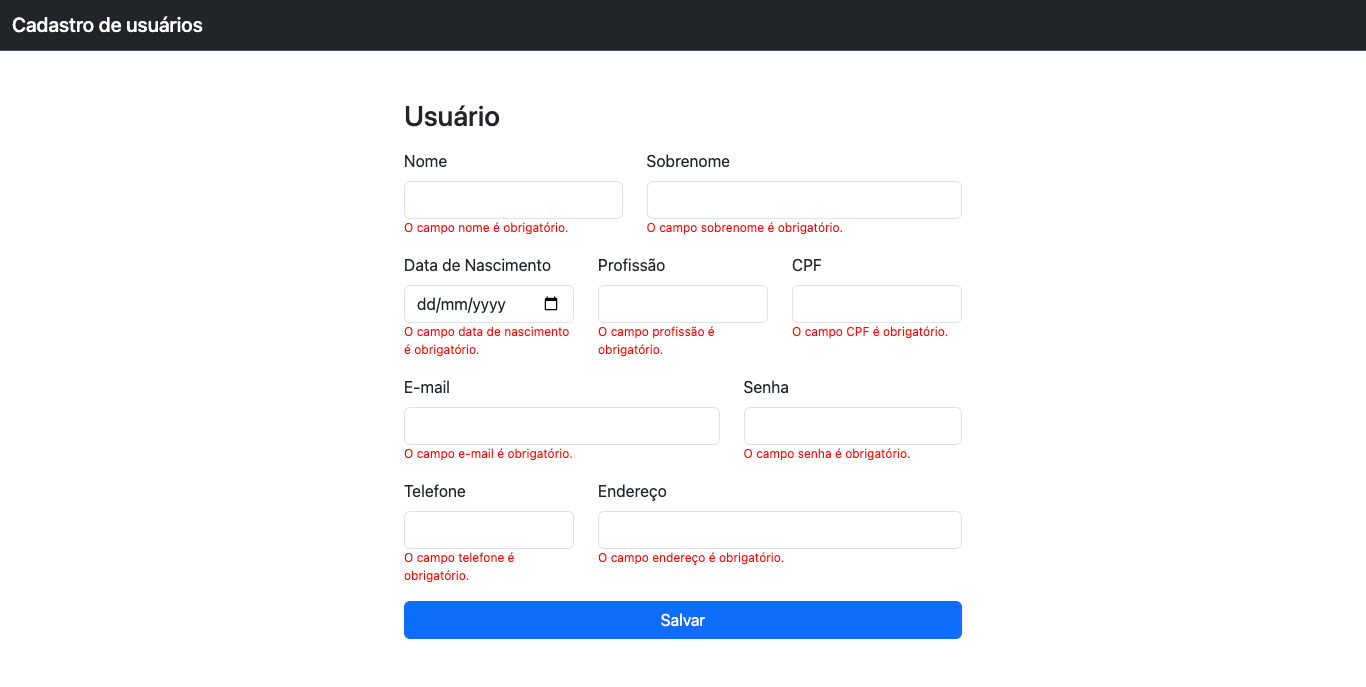 Cadastro de usuários
Usuário
Nome
Sobrenome
O campo nome é obrigatório.
O campo sobrenome é obrigatório.
Data de Nascimento
Profissão
CPF
dd/mm/yyyy
O campo data de nascimento
é obrigatório.
O campo profissão é
obrigatório.
O campo CPF é obrigatório.
E-mail
Senha
O campo e-mail é obrigatório.
O campo senha é obrigatório.
Telefone
Endereço
O campo telefone é
obrigatório.
O campo endereço é obrigatório.
Salvar